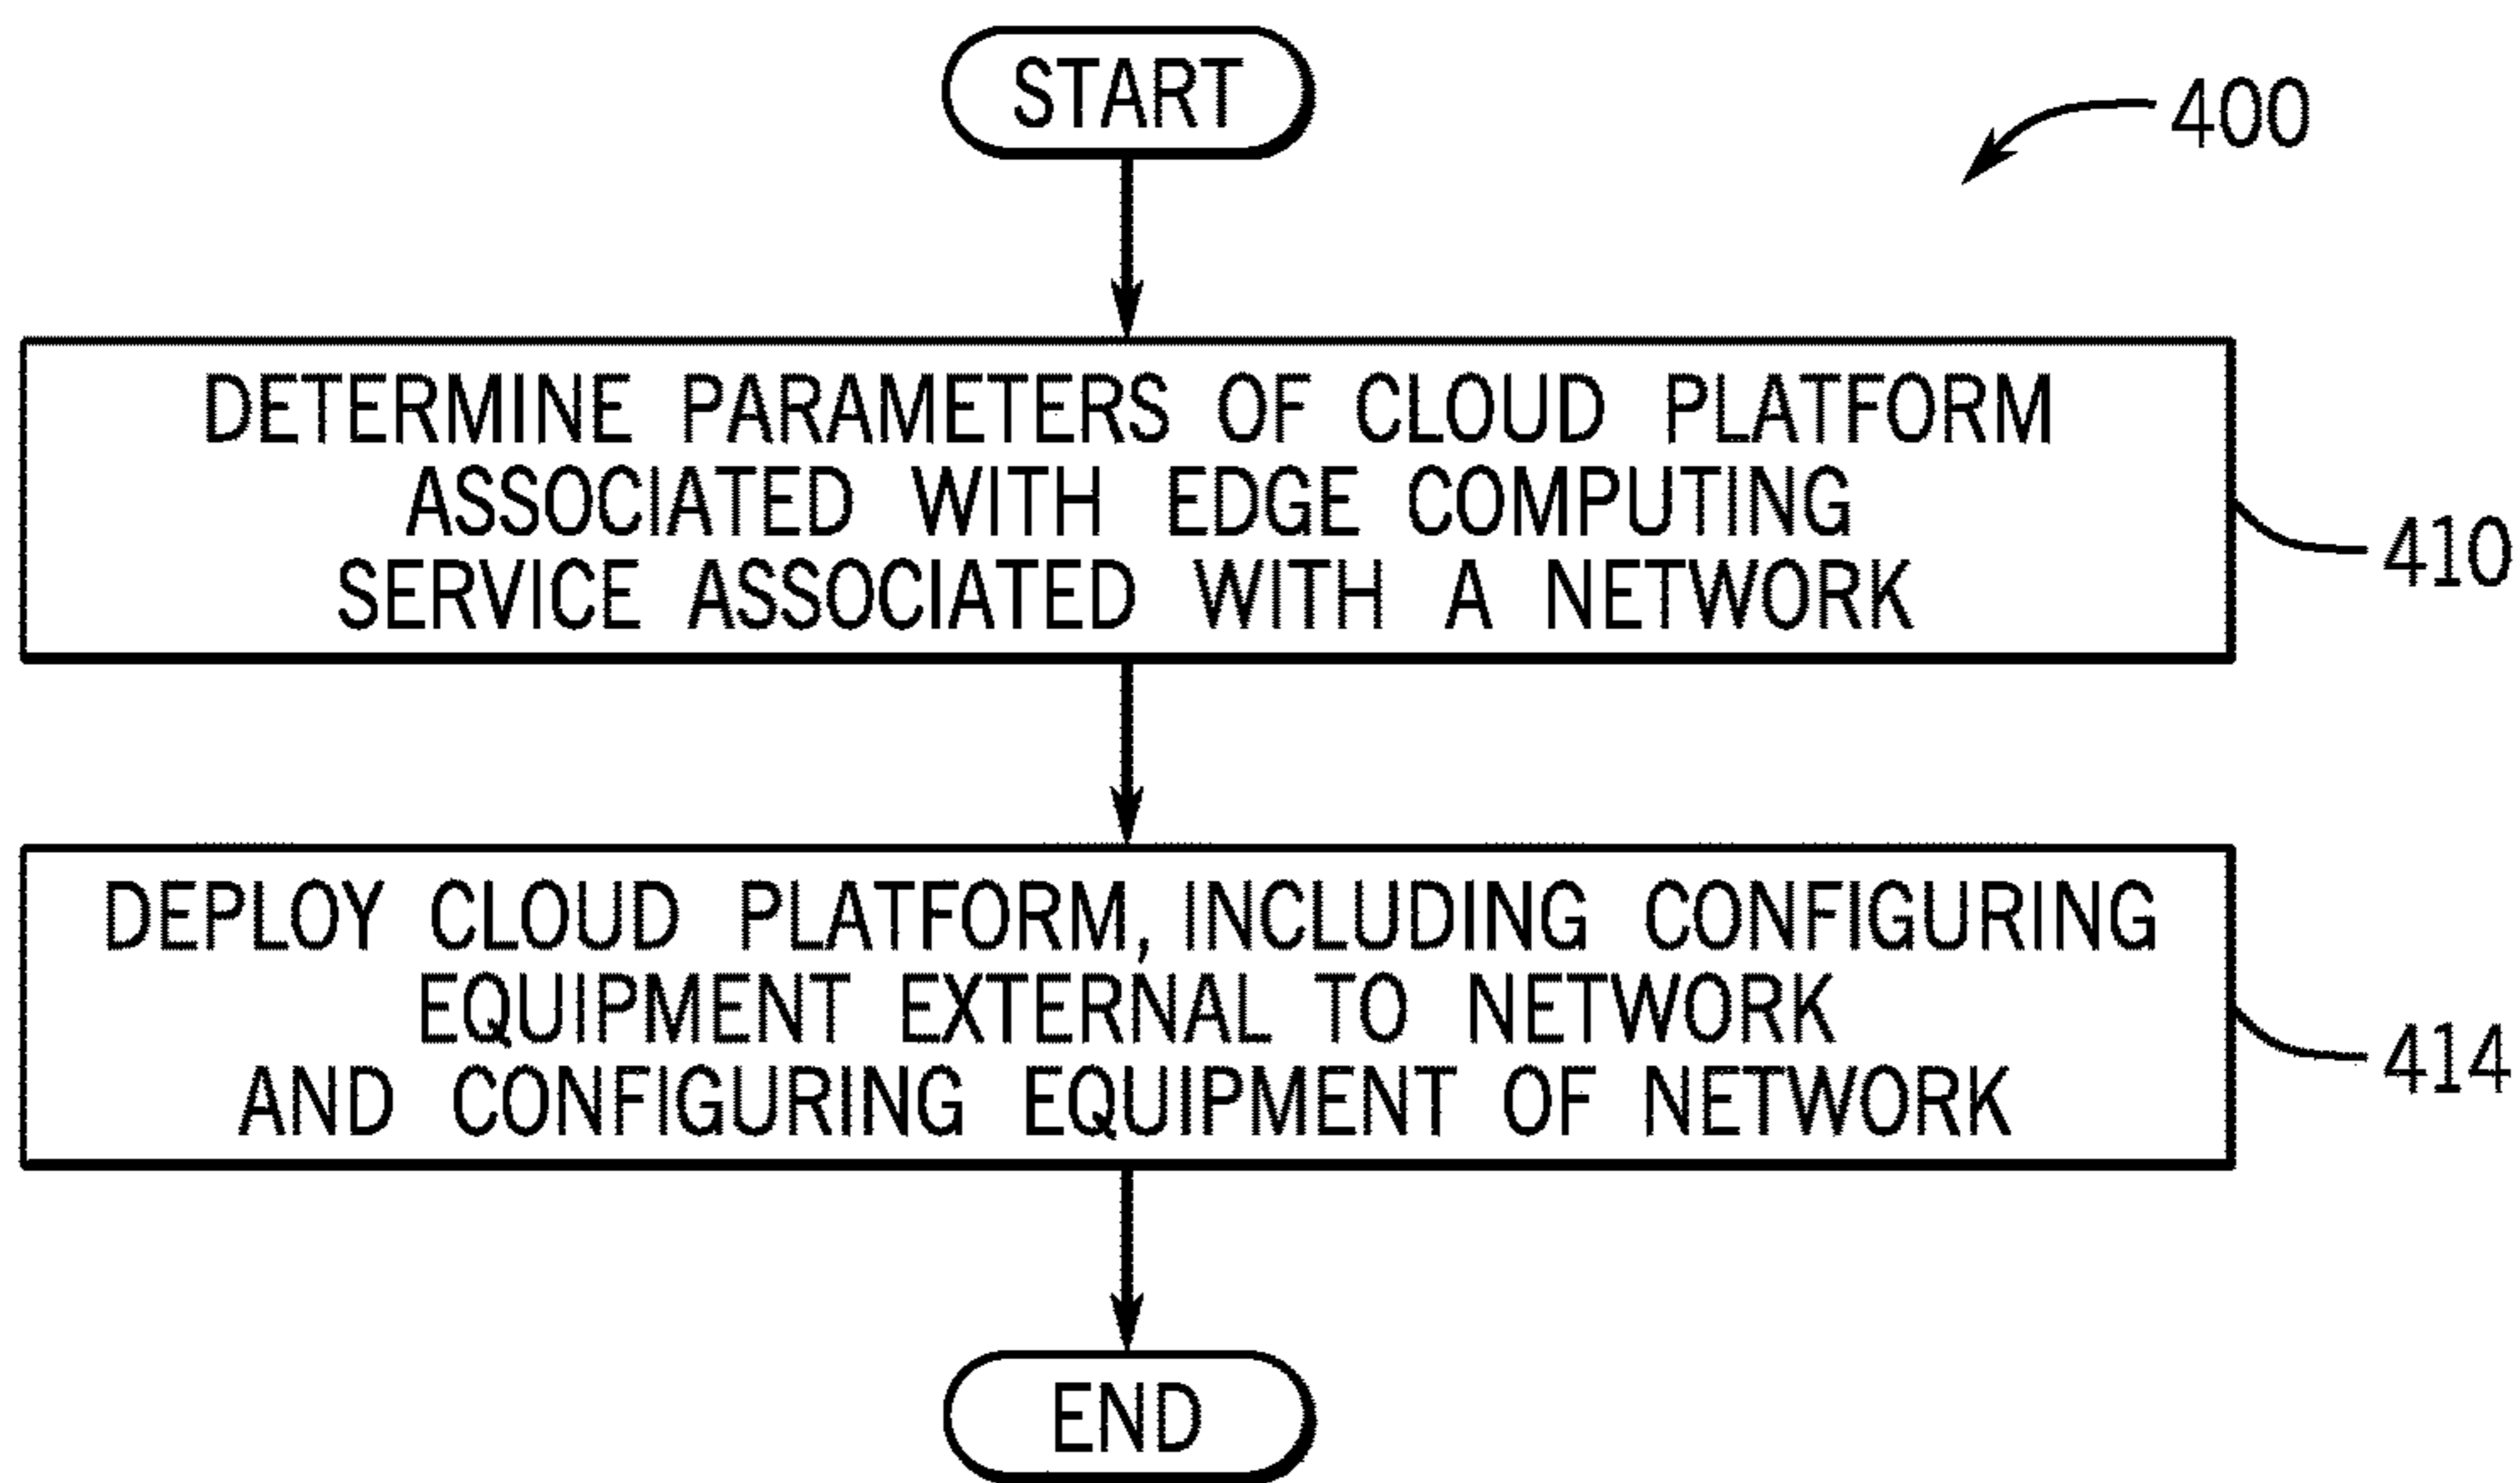 START
400
DETERMINE PARAMETERS OF CLOUD PLATFORM
ASSOCIATED WITH EDGE COMPUTING
SERVICE ASSOCIATED WITH A NETWORK
410
DEPLOY CLOUD PLATFORM, INCLUDING CONFIGURING
EQUIPMENT EXTERNAL TO NETWORK
AND CONFIGURING EQUIPMENT OF NETWORK
414
END